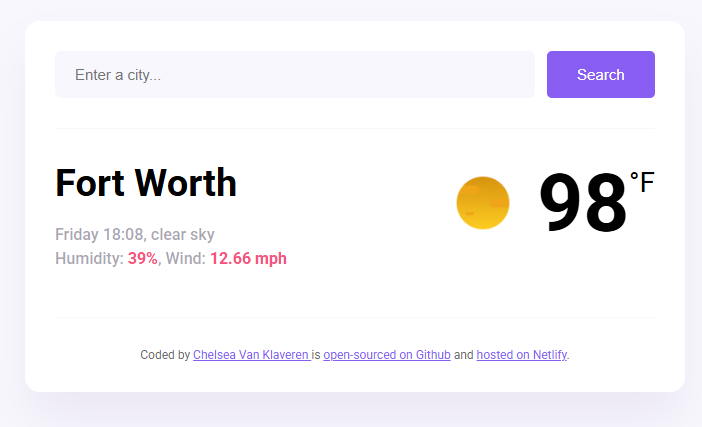 Enter a city...
Search
Fort Worth
98°F
Friday 18:08, clear sky
Humidity: 39%, Wind: 12.66 mph
Coded by Chelsea Van Klaveren is open-sourced on Github and hosted on Netlify.